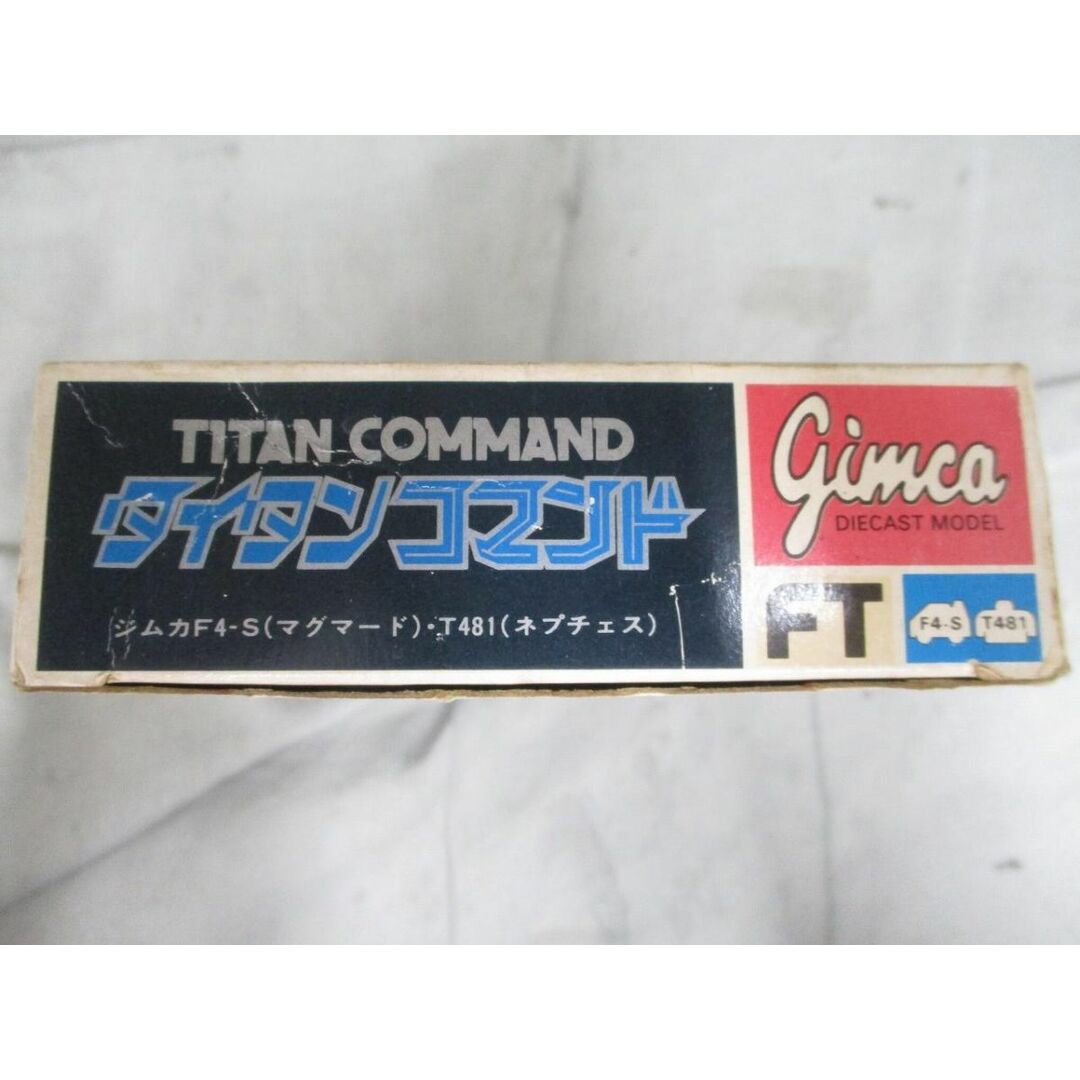 TITAN COMMAND
タイタンコマンド
ジムカF4-S(マグマード)・T481(ネプチェス)
gimca
DIECAST MODEL
FT
F4-S
T481